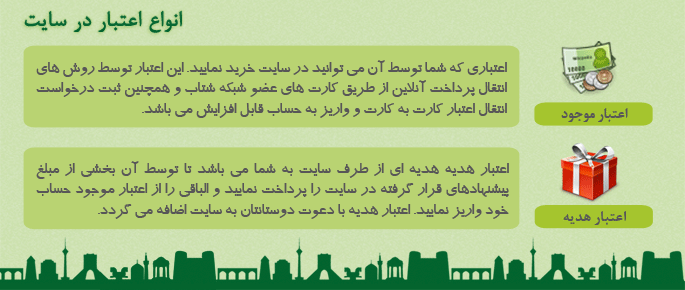 انواع اعتبار در سایت
اعتباری که شما توسط آن می توانید در سایت خرید نمایید. این اعتبار توسط روش های
انتقال پرداخت آنلاین از طریق کارت های عضو شبکه شتاب و همچنین ثبت درخواست
انتقال اعتبار کارت به کارت و واریز به حساب قابل افزایش می باشد.
اعتبار موجود
اعتبار هدیه هدیه ای از طرف سایت به شما می باشد تا توسط آن بخشی از مبلغ
پیشنهادهای قرار گرفته در سایت را پرداخت نمایید و الباقی را از اعتبار موجود حساب
خود واریز نمایید. اعتبار هدیه با دعوت دوستانتان به سایت اضافه می گردد.
اعتبار هدیه